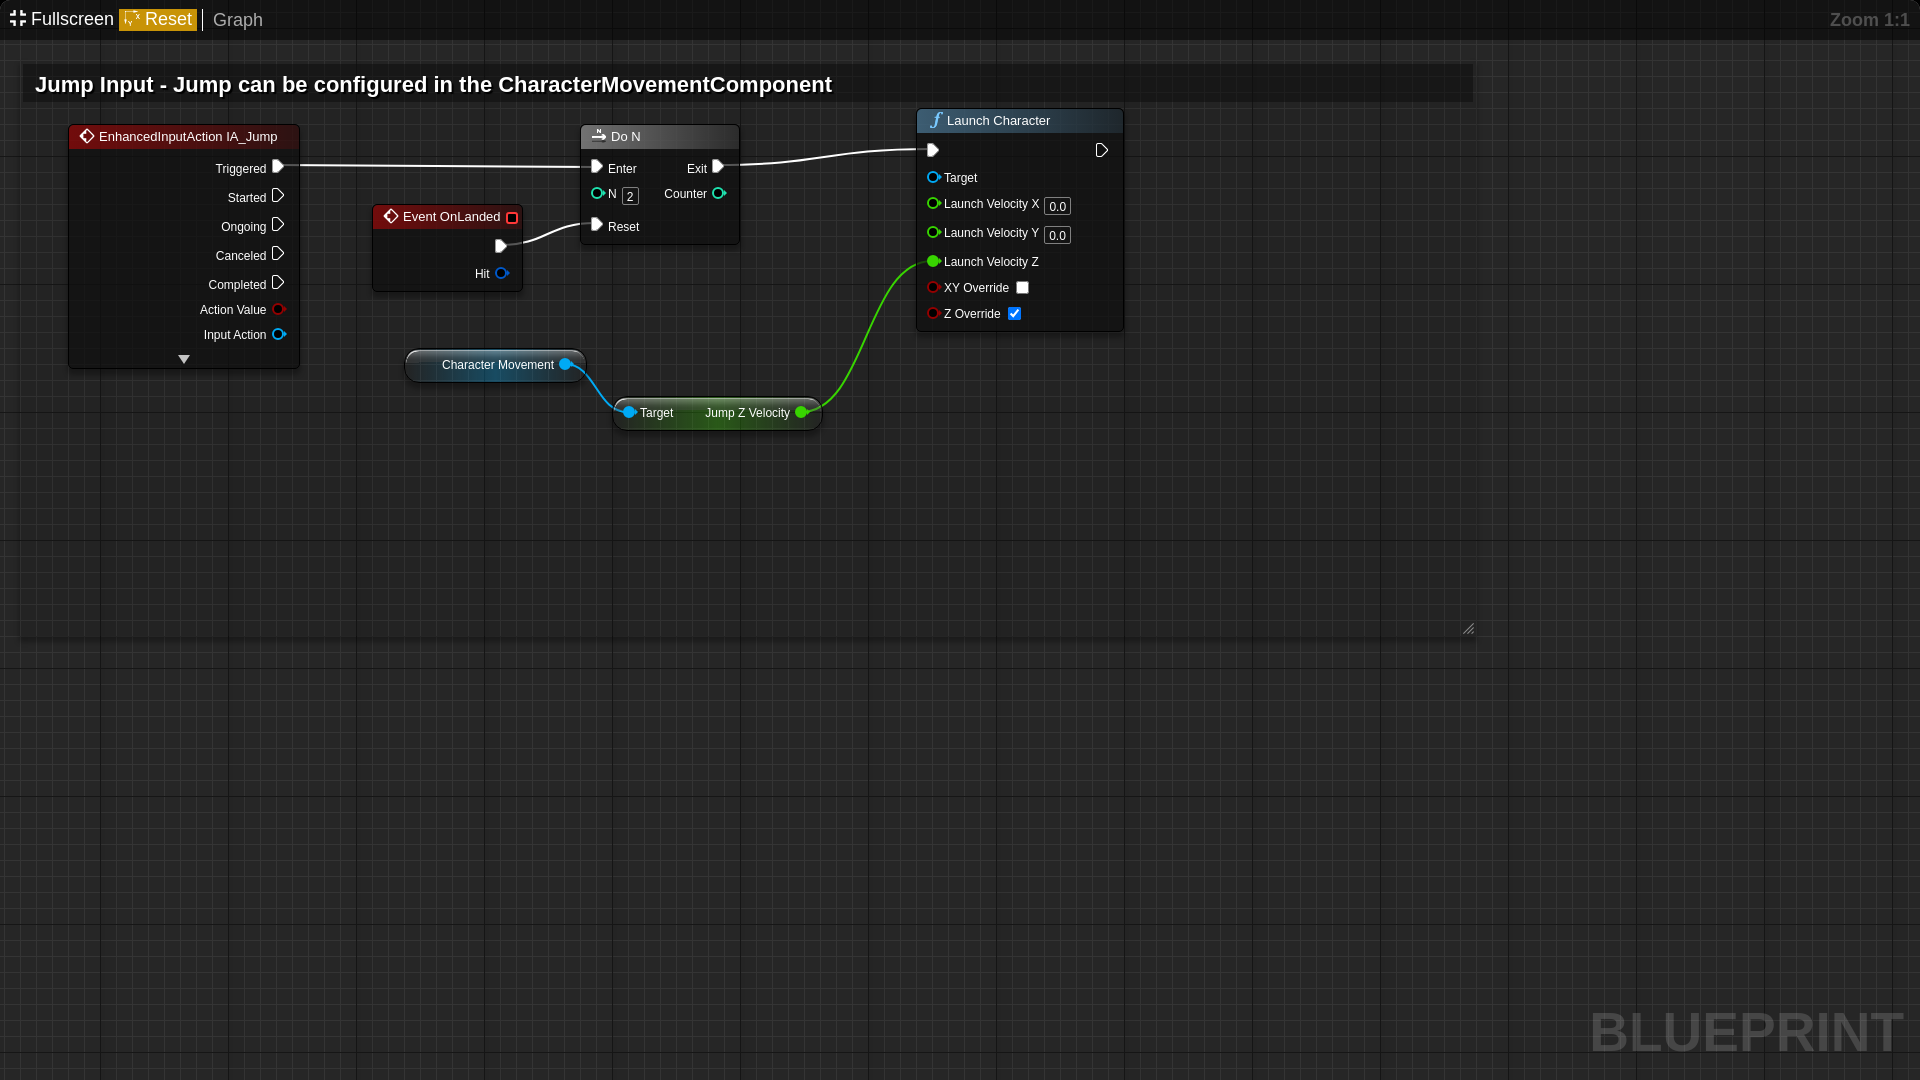 Fullscreen Reset Graph Zoom 1:1
Jump Input - Jump can be configured in the CharacterMovementComponent
EnhancedInputAction IA_Jump
Triggered
Started
Ongoing
Canceled
Completed
Action Value
Input Action
Event OnLanded
Hit
Do N
Enter Exit
N 2 Counter
Reset
Launch Character
Target
Launch Velocity X 0.0
Launch Velocity Y 0.0
Launch Velocity Z
XY Override
Z Override
Character Movement
Target Jump Z Velocity
BLUEPRINT